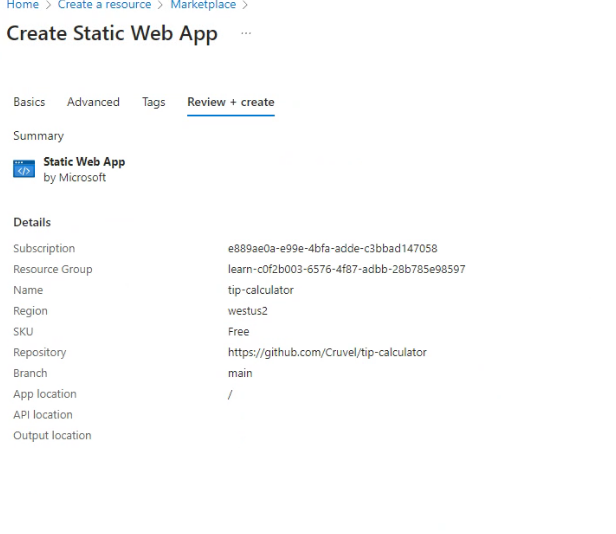 Home > Create a resource > Marketplace >
Create Static Web App ...
Basics Advanced Tags Review + create
Summary
Static Web App
by Microsoft
Details
Subscription e889ae0a-e99e-4bfa-adde-c3bbad147058
Resource Group learn-c0f2b003-6576-4f87-adbb-28b785e98597
Name tip-calculator
Region westus2
SKU Free
Repository https://github.com/Cruvel/tip-calculator
Branch main
App location /
API location
Output location